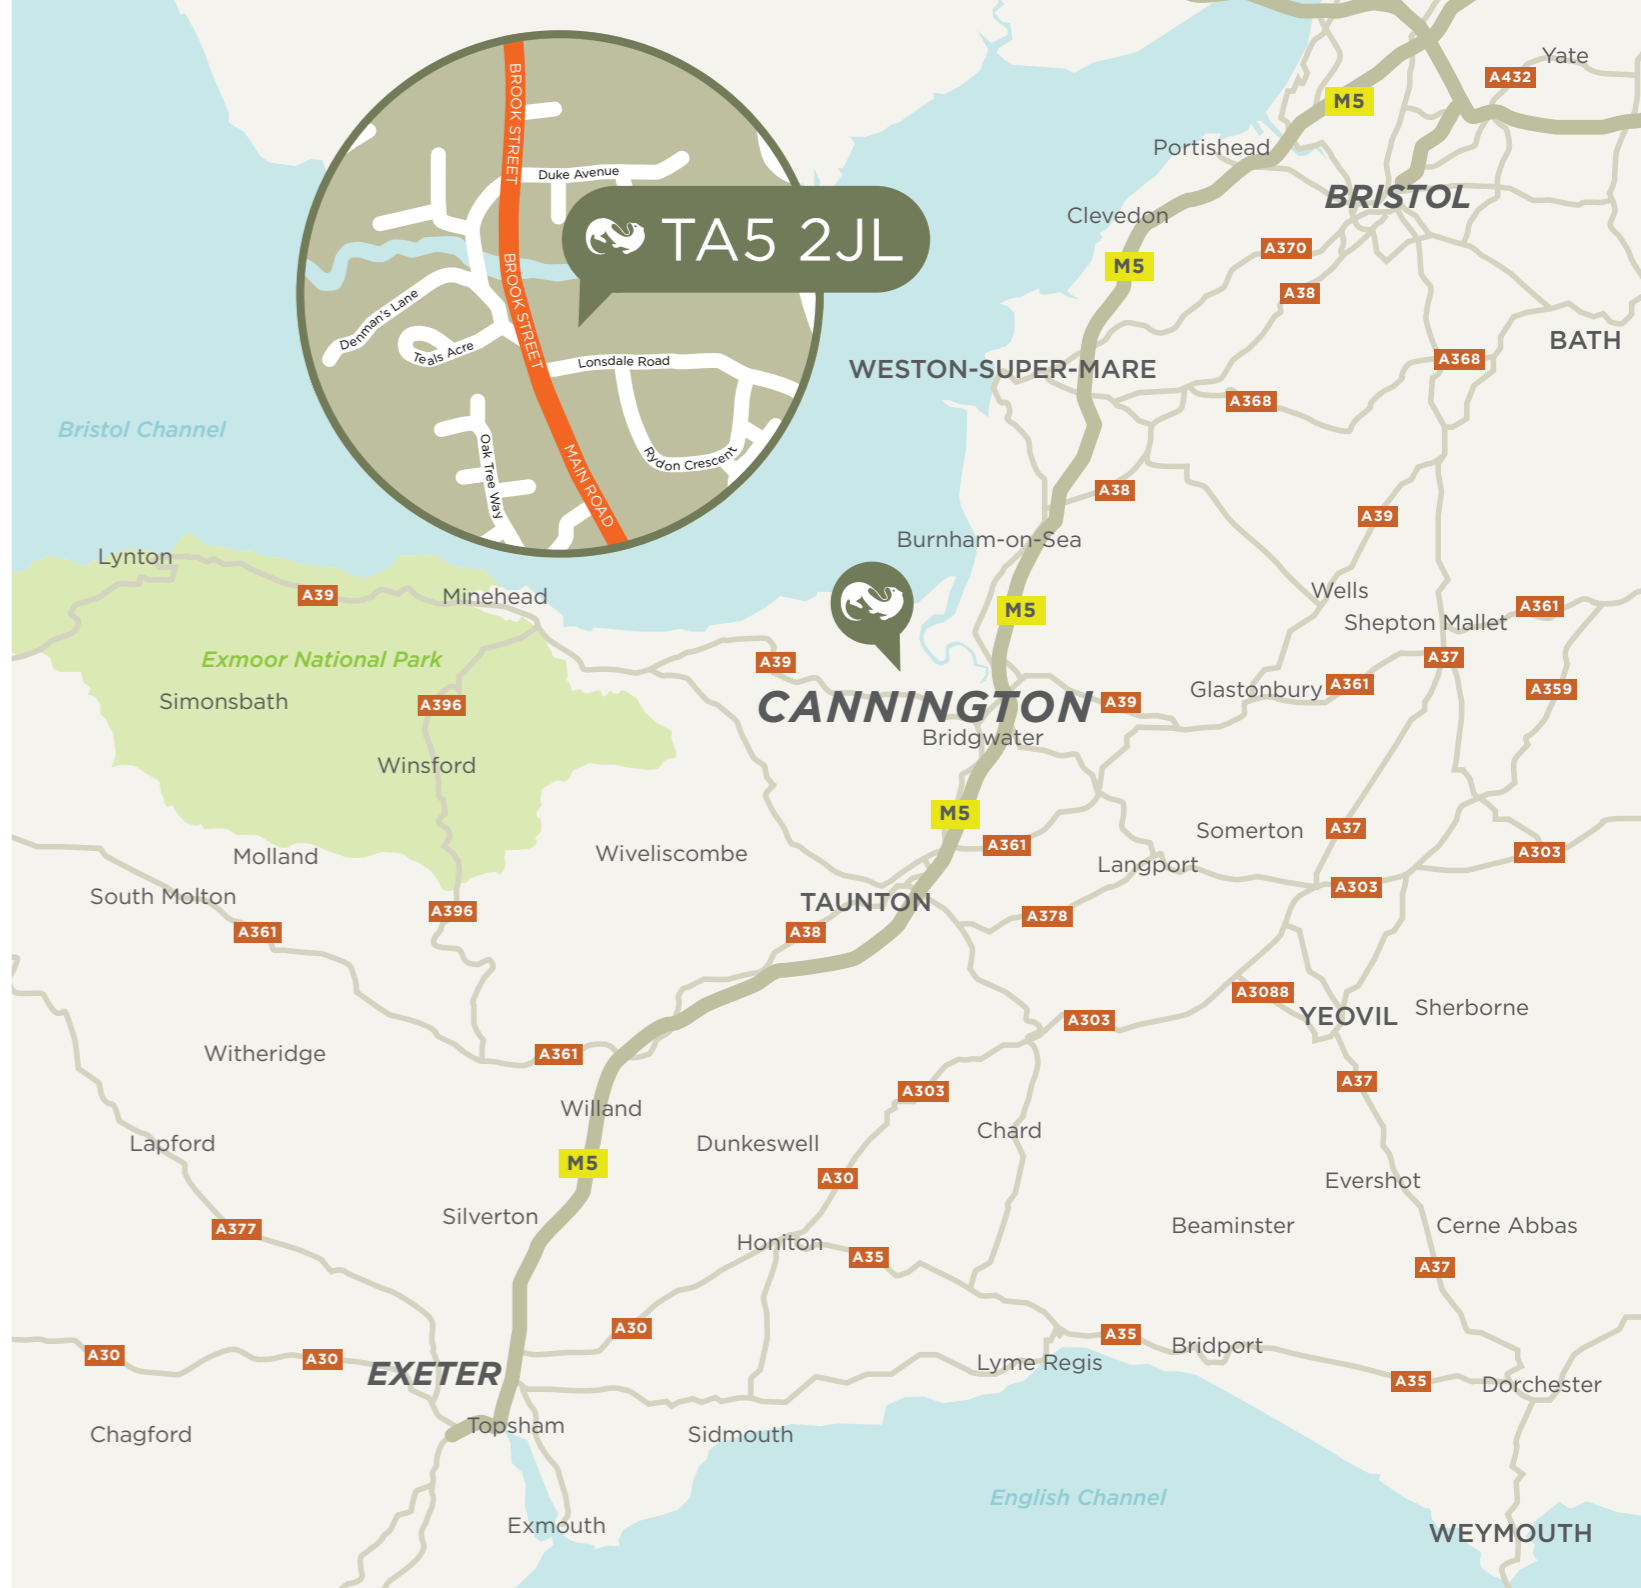 Yate
A432
M5
BROOK STREET
Portishead
Duke Avenue
BRISTOL
Clevedon
TA5 2JL
A370
M5
A38
BROOK STREET
Denman's Lane
BATH
Teals Acre
Lonsdale Road
A368
WESTON-SUPER-MARE
A368
Bristol Channel
Rydon Crescent
Oak Tree Way
MAIN ROAD
A38
A39
Burnham-on-Sea
Lynton
A39
Minehead
Wells
A361
M5
Shepton Mallet
Exmoor National Park
A39
A37
Simonsbath
A396
CANNINGTON
A39
Glastonbury
A361
A359
Bridgwater
Winsford
M5
Somerton
A37
A361
Molland
Wiveliscombe
Langport
A303
South Molton
A396
TAUNTON
A303
A378
A361
A38
A3088
Sherborne
YEOVIL
A303
Witheridge
A361
A37
A303
Willand
Lapford
Dunkeswell
Chard
M5
A30
Evershot
Silverton
A377
Beaminster
Cerne Abbas
Honiton
A35
A37
A30
A35
Bridport
A30
A30
EXETER
Lyme Regis
A35
Dorchester
Chagford
Topsham
Sidmouth
English Channel
Exmouth
WEYMOUTH